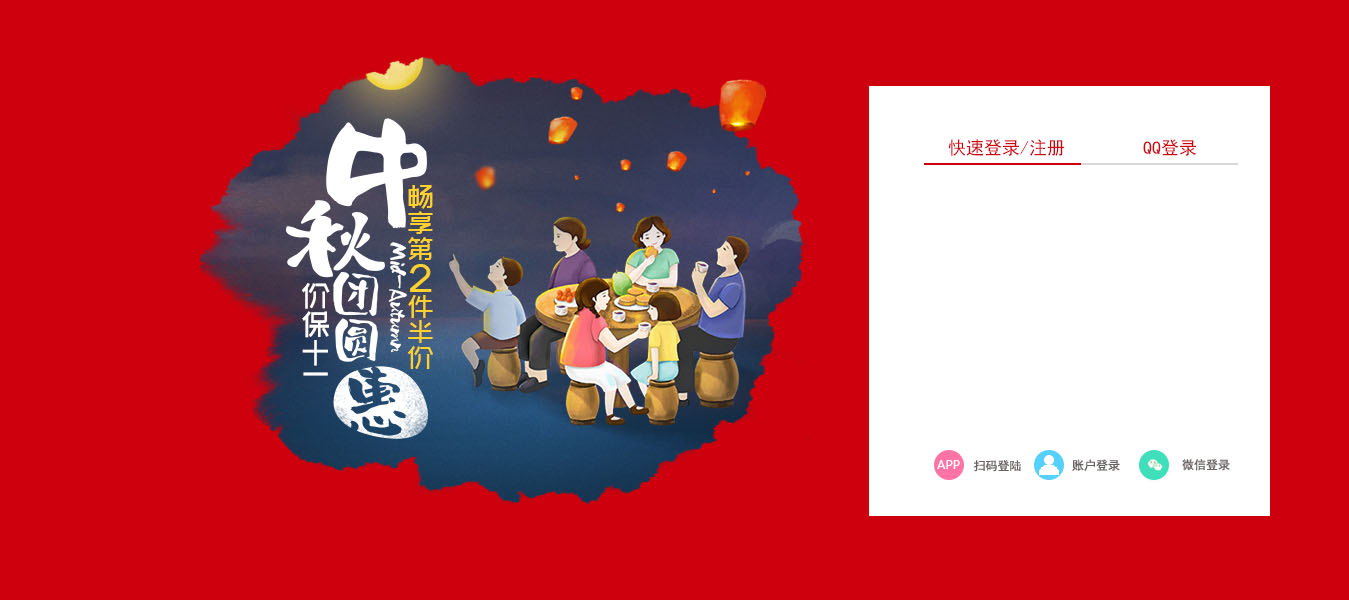 中秋团圆惠
畅享第2件半价
Mid-Autumn
价保十一
快速登录/注册
QQ登录
APP 扫码登陆
账户登录
微信登录